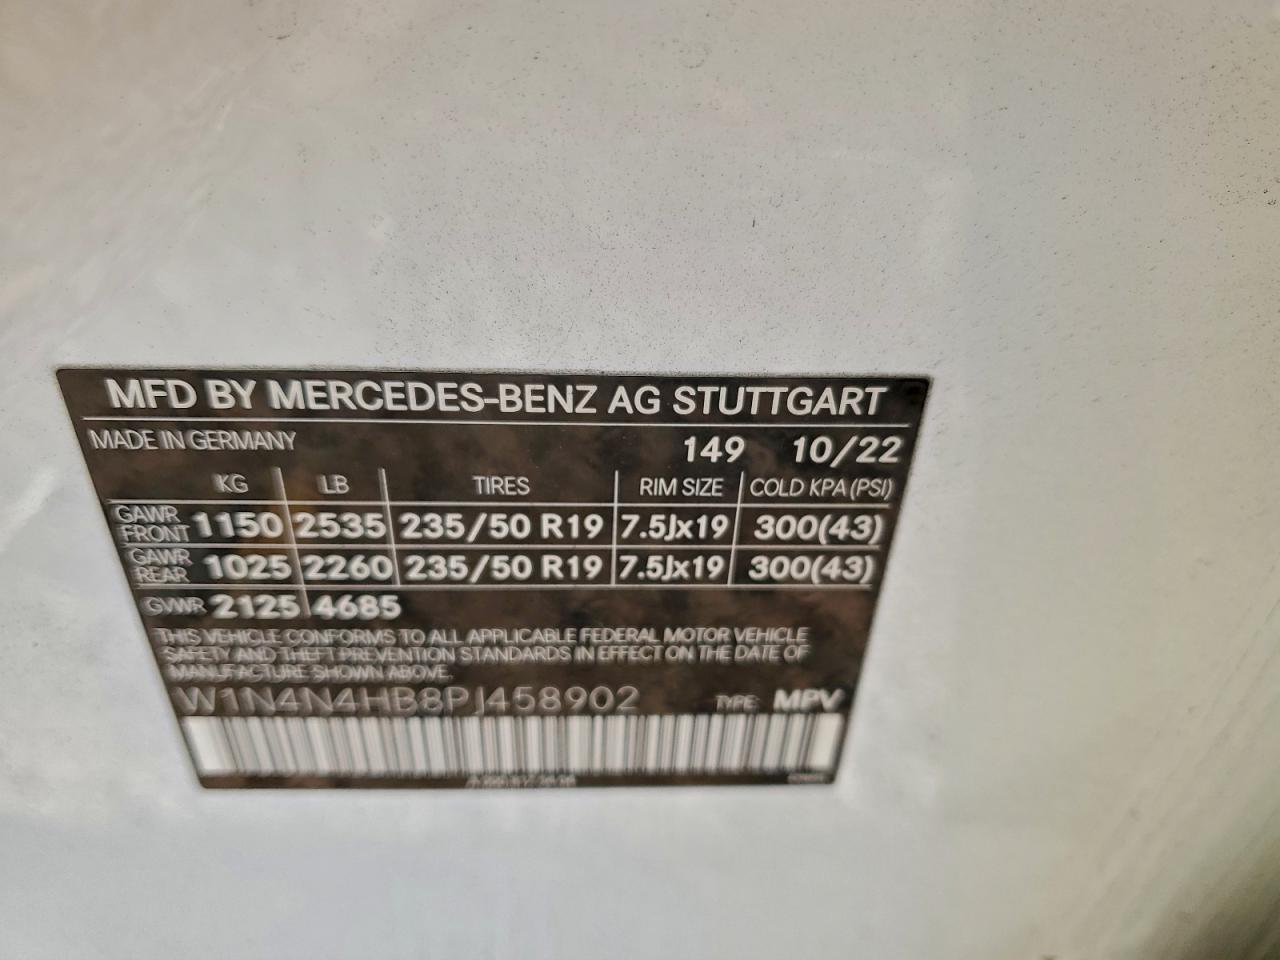 MFD BY MERCEDES-BENZ AG STUTTGART
MADE IN GERMANY 149 10/22
KG LB TIRES RIM SIZE COLD KPA (PSI)
GAWR FRONT 1150 2535 235/50 R19 7.5Jx19 300(43)
GAWR REAR 1025 2260 235/50 R19 7.5Jx19 300(43)
GVWR 2125 4685
THIS VEHICLE CONFORMS TO ALL APPLICABLE FEDERAL MOTOR VEHICLE
SAFETY AND THEFT PREVENTION STANDARDS IN EFFECT ON THE DATE OF
MANUFACTURE SHOWN ABOVE.
W1N4N4HB8PJ458902 TYPE: MPV